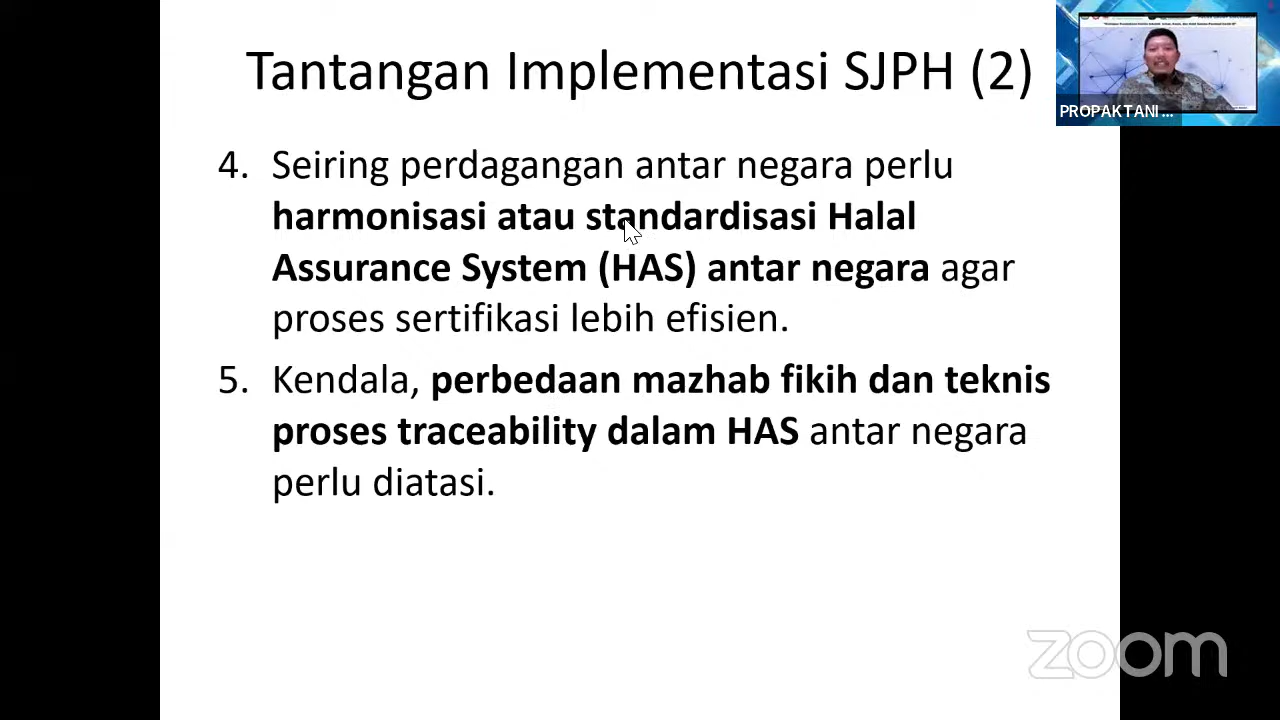 Tantangan Implementasi SJPH (2)
PROPAKTANI ...
4. Seiring perdagangan antar negara perlu
harmonisasi atau standardisasi Halal
Assurance System (HAS) antar negara agar
proses sertifikasi lebih efisien.
5. Kendala, perbedaan mazhab fikih dan teknis
proses traceability dalam HAS antar negara
perlu diatasi.
zoom